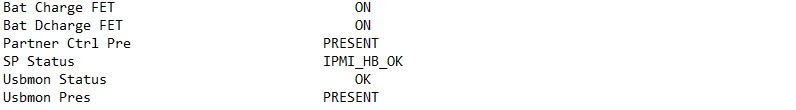 Bat Charge FET                              ON
Bat Dcharge FET                             ON
Partner Ctrl Pre                        PRESENT
SP Status                               IPMI_HB_OK
Usbmon Status                               OK
Usbmon Pres                             PRESENT